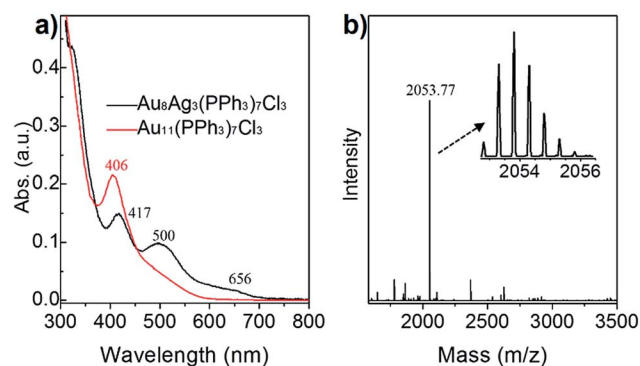 a)
0.4
0.3
0.2
0.1
0.0
Abs. (a.u.)
Au₈Ag₃(PPh₃)₇Cl₃
Au₁₁(PPh₃)₇Cl₃
406
417
500
656
300 400 500 600 700 800
Wavelength (nm)
b)
2053.77
2054 2056
Intensity
2000 2500 3000 3500
Mass (m/z)